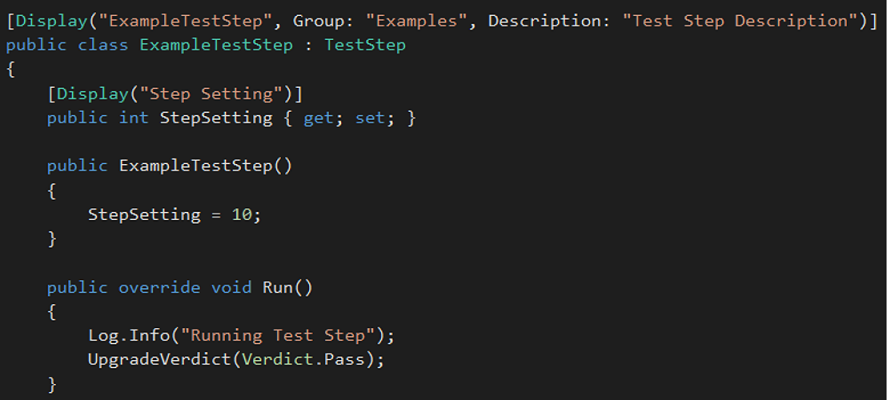 [Display("ExampleTestStep", Group: "Examples", Description: "Test Step Description")]
public class ExampleTestStep : TestStep
{
    [Display("Step Setting")]
    public int StepSetting { get; set; }

    public ExampleTestStep()
    {
        StepSetting = 10;
    }

    public override void Run()
    {
        Log.Info("Running Test Step");
        UpgradeVerdict(Verdict.Pass);
    }